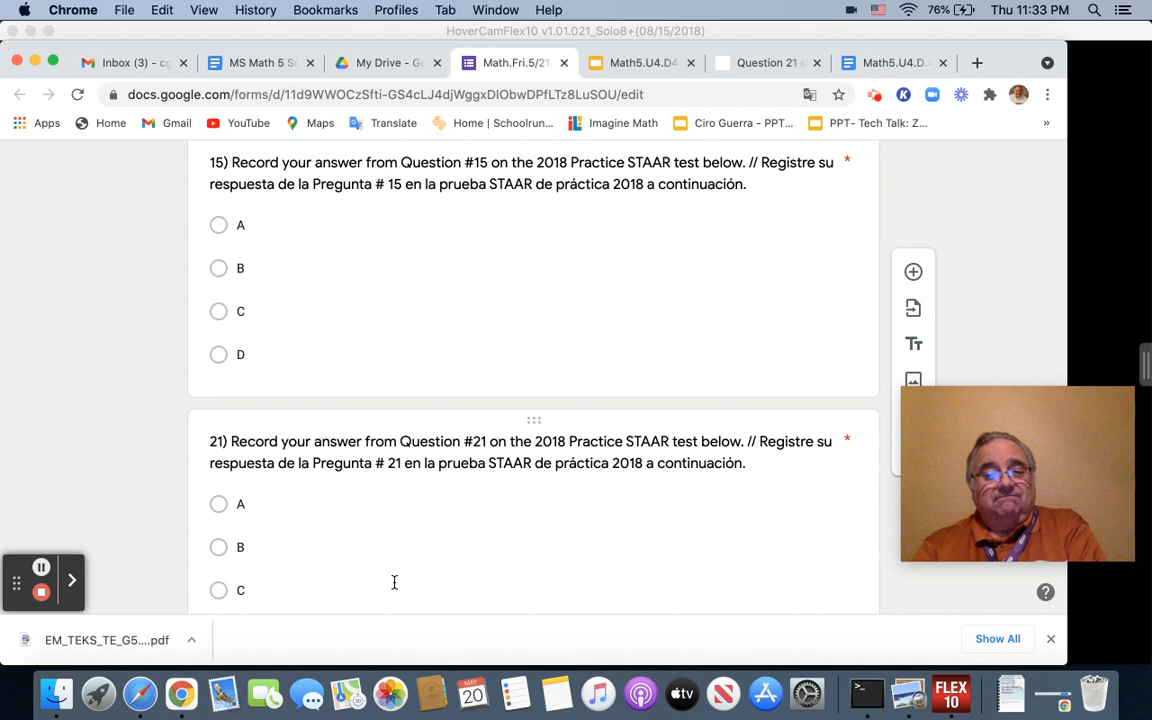 Chrome File Edit View History Bookmarks Profiles Tab Window Help 76% Thu 11:33 PM
HoverCamFlex10 v1.01.021_Solo8+(08/15/2018)
Inbox (3) - cg MS Math 5 Sc My Drive - Go Math.Fri.5/21 Math5.U4.D4 Question 21 o Math5.U4.D.
docs.google.com/forms/d/11d9WWOCzSfti-GS4cLJ4djWggxDIObwDPfLTz8LuSOU/edit
Apps Home Gmail YouTube Maps Translate Home | Schoolrun... Imagine Math Ciro Guerra - PPT... PPT- Tech Talk: Z... »
15) Record your answer from Question #15 on the 2018 Practice STAAR test below. // Registre su *
respuesta de la Pregunta # 15 en la prueba STAAR de práctica 2018 a continuación.
A
B
C
D
21) Record your answer from Question #21 on the 2018 Practice STAAR test below. // Registre su *
respuesta de la Pregunta # 21 en la prueba STAAR de práctica 2018 a continuación.
A
B
C
EM_TEKS_TE_G5....pdf Show All
MAY 20 tv FLEX 10